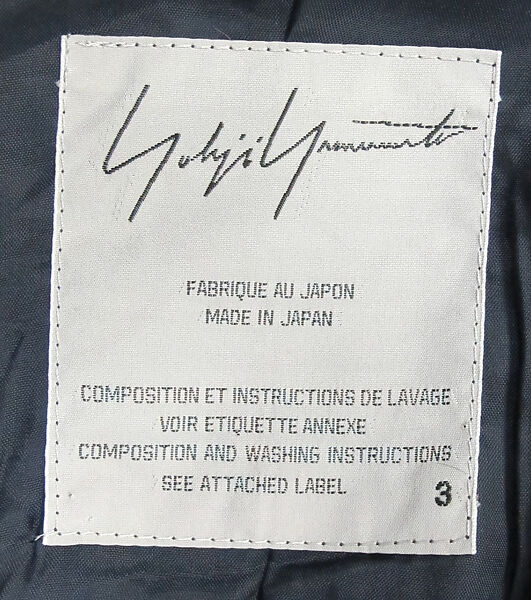 Yohji Yamamoto
FABRIQUE AU JAPON
MADE IN JAPAN
COMPOSITION ET INSTRUCTIONS DE LAVAGE
VOIR ETIQUETTE ANNEXE
COMPOSITION AND WASHING INSTRUCTIONS
SEE ATTACHED LABEL
3